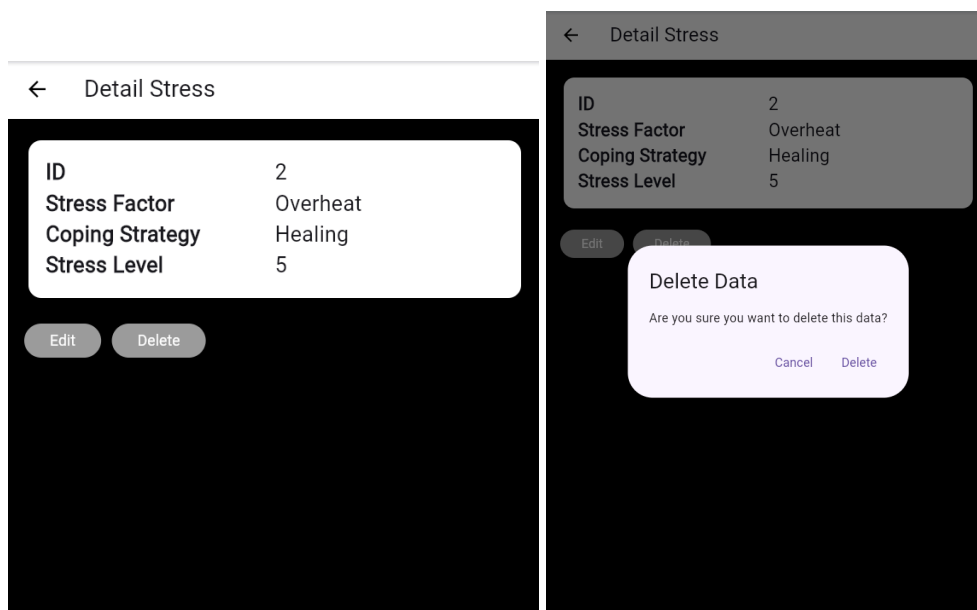 Detail Stress
ID 2
Stress Factor Overheat
Coping Strategy Healing
Stress Level 5
Edit Delete
Detail Stress
ID 2
Stress Factor Overheat
Coping Strategy Healing
Stress Level 5
Edit Delete
Delete Data
Are you sure you want to delete this data?
Cancel Delete